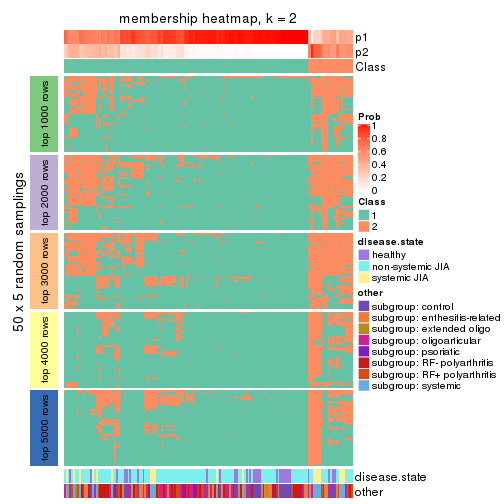 membership heatmap, k = 2
p1
p2
Class
50 x 5 random samplings
top 1000 rows
top 2000 rows
top 3000 rows
top 4000 rows
top 5000 rows
Prob
1
0.8
0.6
0.4
0.2
0
Class
1
2
disease.state
healthy
non-systemic JIA
systemic JIA
other
subgroup: control
subgroup: enthesitis-related
subgroup: extended oligo
subgroup: oligoarticular
subgroup: psoriatic
subgroup: RF- polyarthritis
subgroup: RF+ polyarthritis
subgroup: systemic
disease.state
other